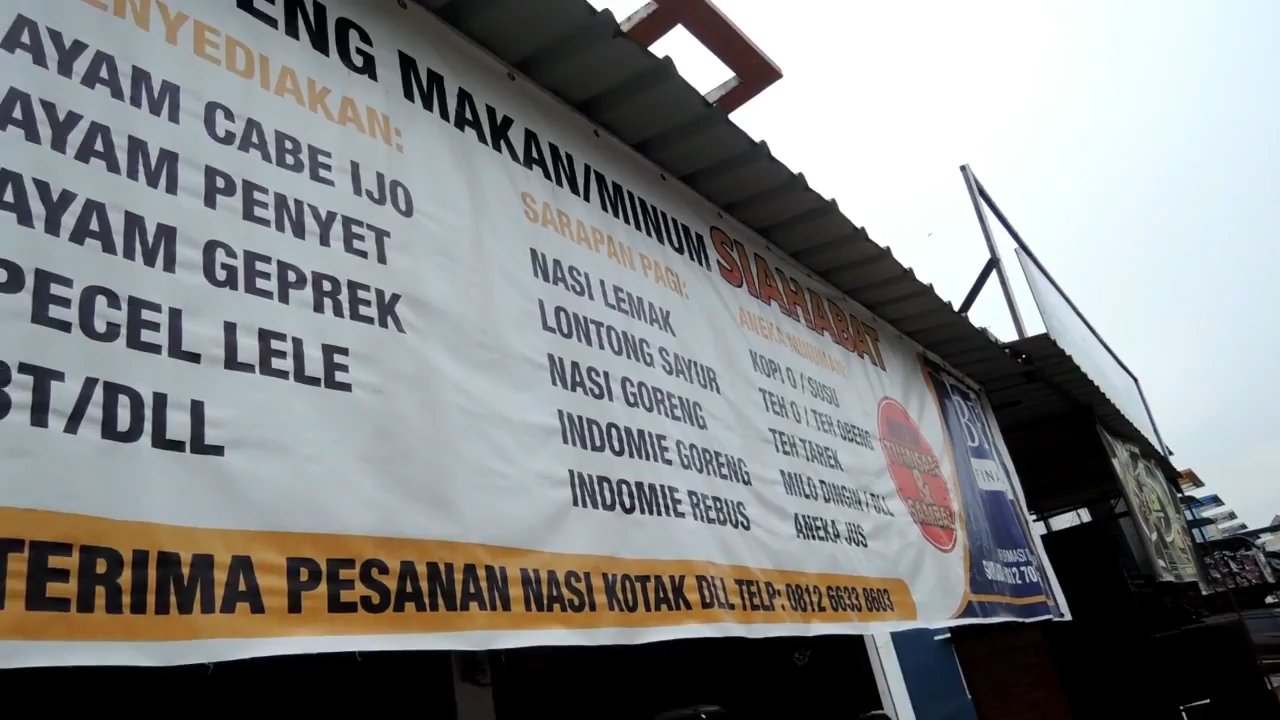 ENG MAKAN/MINUM SIAHABAT
ENYEDIAKAN:
AYAM CABE IJO
AYAM PENYET
AYAM GEPREK
PECEL LELE
BT/DLL
SARAPAN PAGI:
NASI LEMAK
LONTONG SAYUR
NASI GORENG
INDOMIE GORENG
INDOMIE REBUS
ANEKA MINUMAN:
KOPI O / SUSU
TEH O / TEH OBENG
TEH TAREK
MILO DINGIN / DLL
ANEKA JUS
&
TERIMA PESANAN NASI KOTAK DLL TELP: 0812 6633 8603
BF
FINA